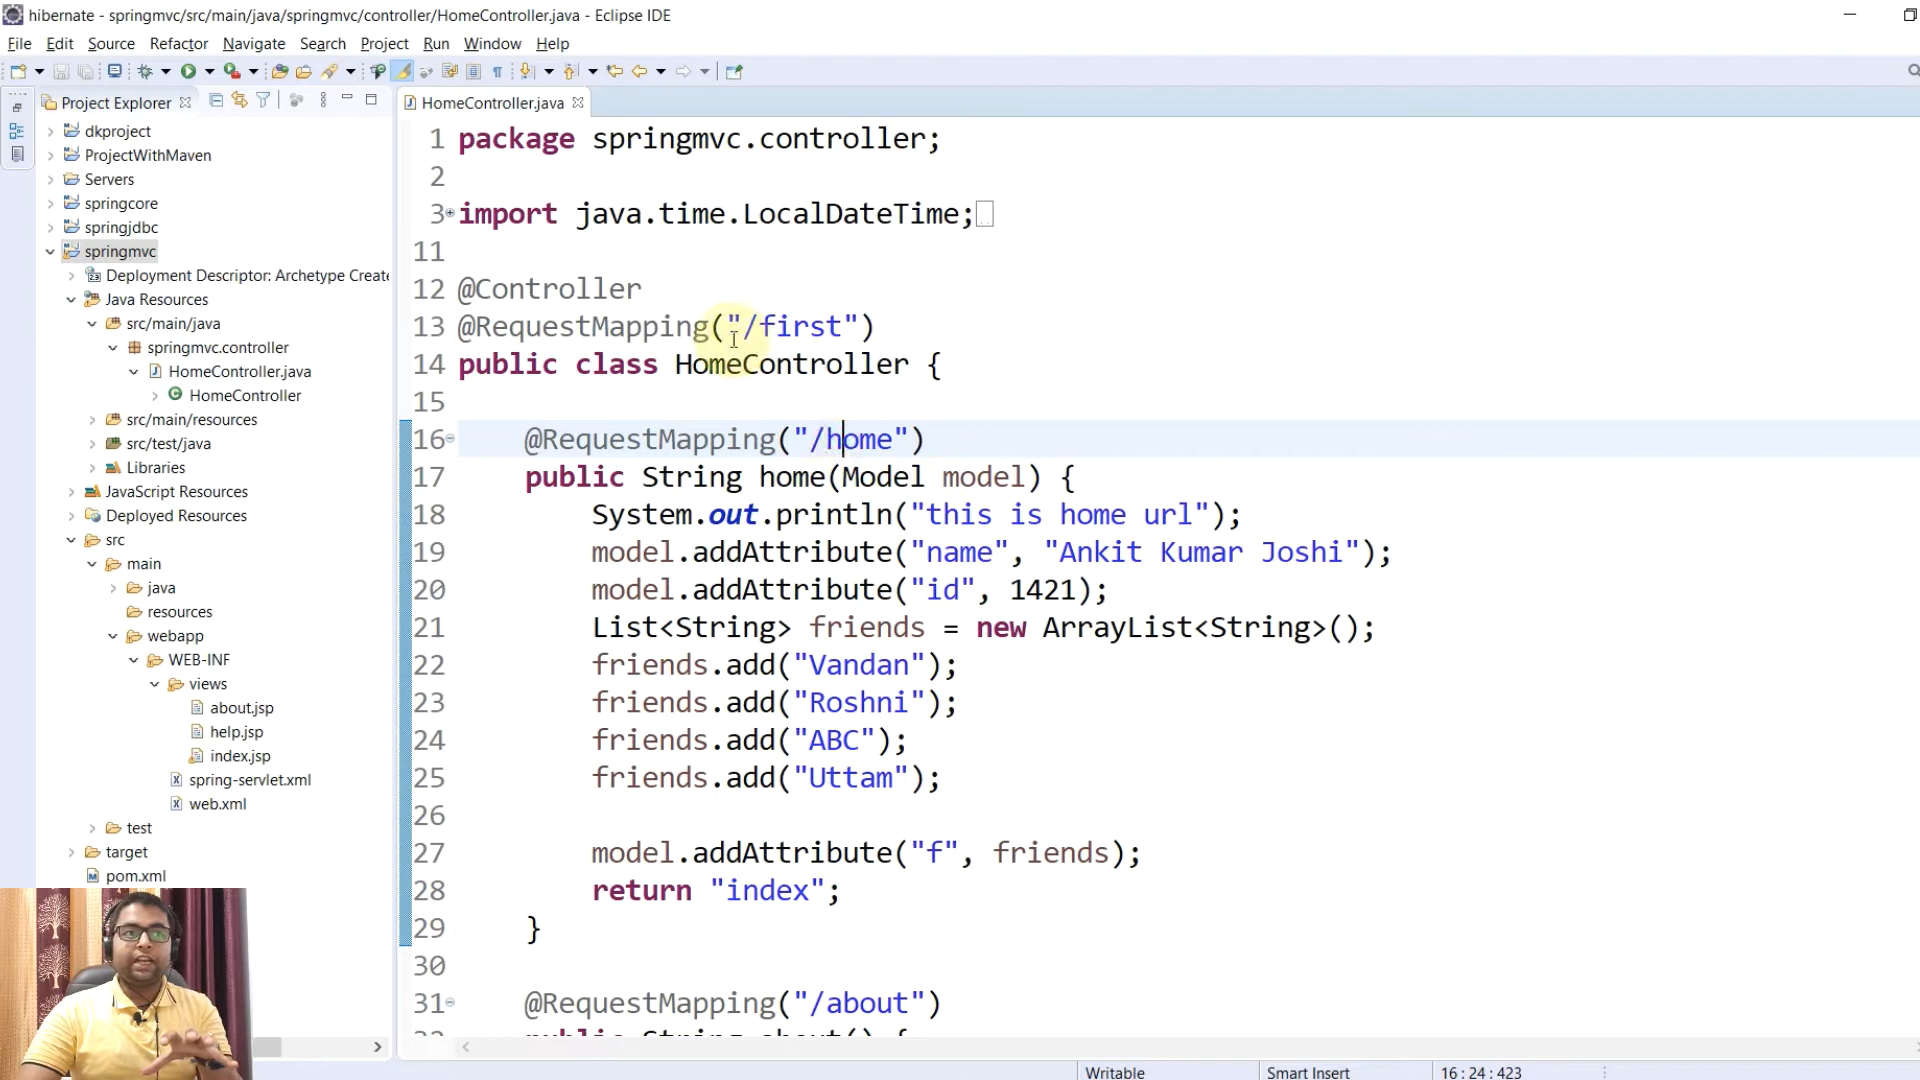 hibernate - springmvc/src/main/java/springmvc/controller/HomeController.java - Eclipse IDE
File Edit Source Refactor Navigate Search Project Run Window Help
Project Explorer
dkproject
ProjectWithMaven
Servers
springcore
springjdbc
springmvc
Deployment Descriptor: Archetype Create
Java Resources
src/main/java
springmvc.controller
HomeController.java
HomeController
src/main/resources
src/test/java
Libraries
JavaScript Resources
Deployed Resources
src
main
java
resources
webapp
WEB-INF
views
about.jsp
help.jsp
index.jsp
spring-servlet.xml
web.xml
test
target
pom.xml
HomeController.java
1 package springmvc.controller;
2
3 import java.time.LocalDateTime;
11
12 @Controller
13 @RequestMapping("/first")
14 public class HomeController {
15
16 @RequestMapping("/home")
17 public String home(Model model) {
18 System.out.println("this is home url");
19 model.addAttribute("name", "Ankit Kumar Joshi");
20 model.addAttribute("id", 1421);
21 List<String> friends = new ArrayList<String>();
22 friends.add("Vandan");
23 friends.add("Roshni");
24 friends.add("ABC");
25 friends.add("Uttam");
26
27 model.addAttribute("f", friends);
28 return "index";
29 }
30
31 @RequestMapping("/about")
public String about() {
Writable Smart Insert 16 : 24 : 423